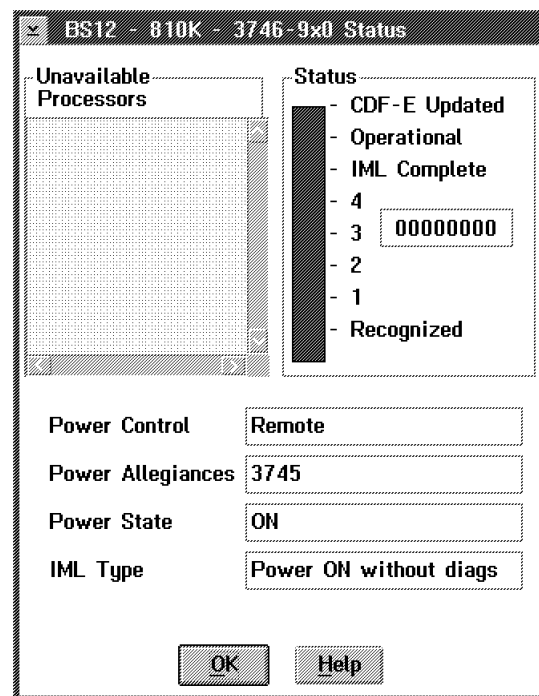 BS12 - 810K - 3746-9x0 Status
Unavailable
Processors
Status
- CDF-E Updated
- Operational
- IML Complete
- 4
- 3
00000000
- 2
- 1
- Recognized
Power Control
Remote
Power Allegiances
3745
Power State
ON
IML Type
Power ON without diags
OK
Help